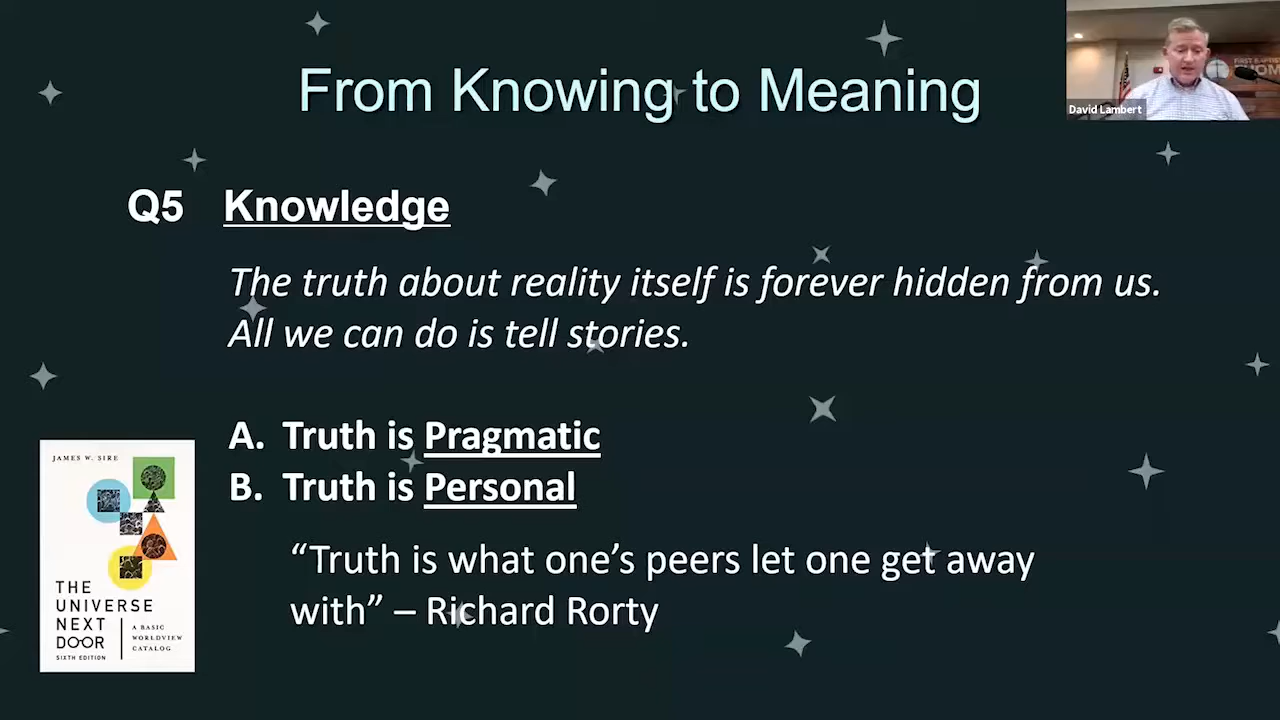 From Knowing to Meaning
David Lambert
Q5 Knowledge
The truth about reality itself is forever hidden from us.
All we can do is tell stories.
A. Truth is Pragmatic
B. Truth is Personal
“Truth is what one’s peers let one get away
with” – Richard Rorty
JAMES W. SIRE
THE
UNIVERSE
NEXT
DOOR
SIXTH EDITION
A BASIC
WORLDVIEW
CATALOG